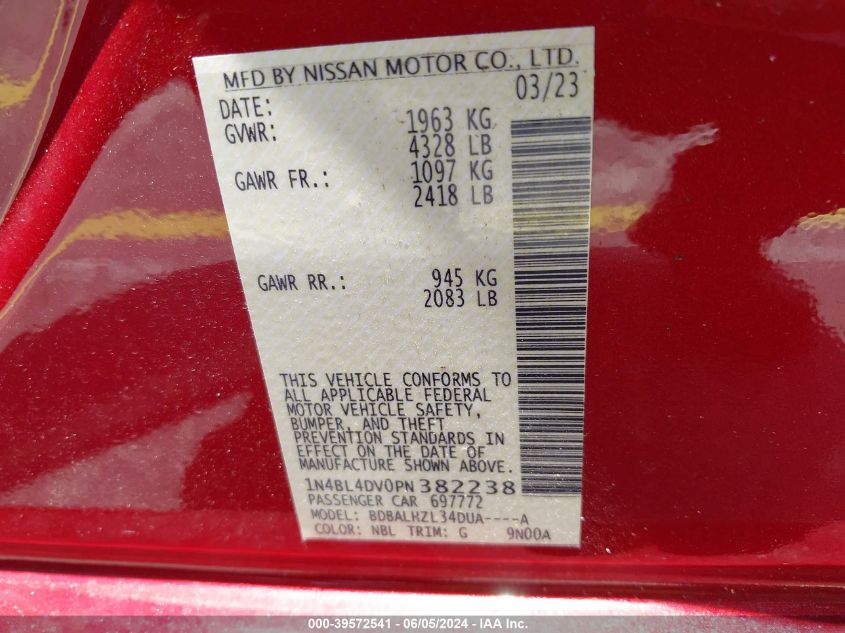 MFD BY NISSAN MOTOR CO., LTD.
DATE: 03/23
GVWR: 1963 KG
4328 LB
GAWR FR.: 1097 KG
2418 LB
GAWR RR.: 945 KG
2083 LB
THIS VEHICLE CONFORMS TO
ALL APPLICABLE FEDERAL
MOTOR VEHICLE SAFETY,
BUMPER, AND THEFT
PREVENTION STANDARDS IN
EFFECT ON THE DATE OF
MANUFACTURE SHOWN ABOVE.
1N4BL4DV0PN382238
PASSENGER CAR 697772
MODEL: BDBALHZL34DUA----A
COLOR: NBL TRIM: G 9N00A
000-39572541 - 06/05/2024 - IAA Inc.